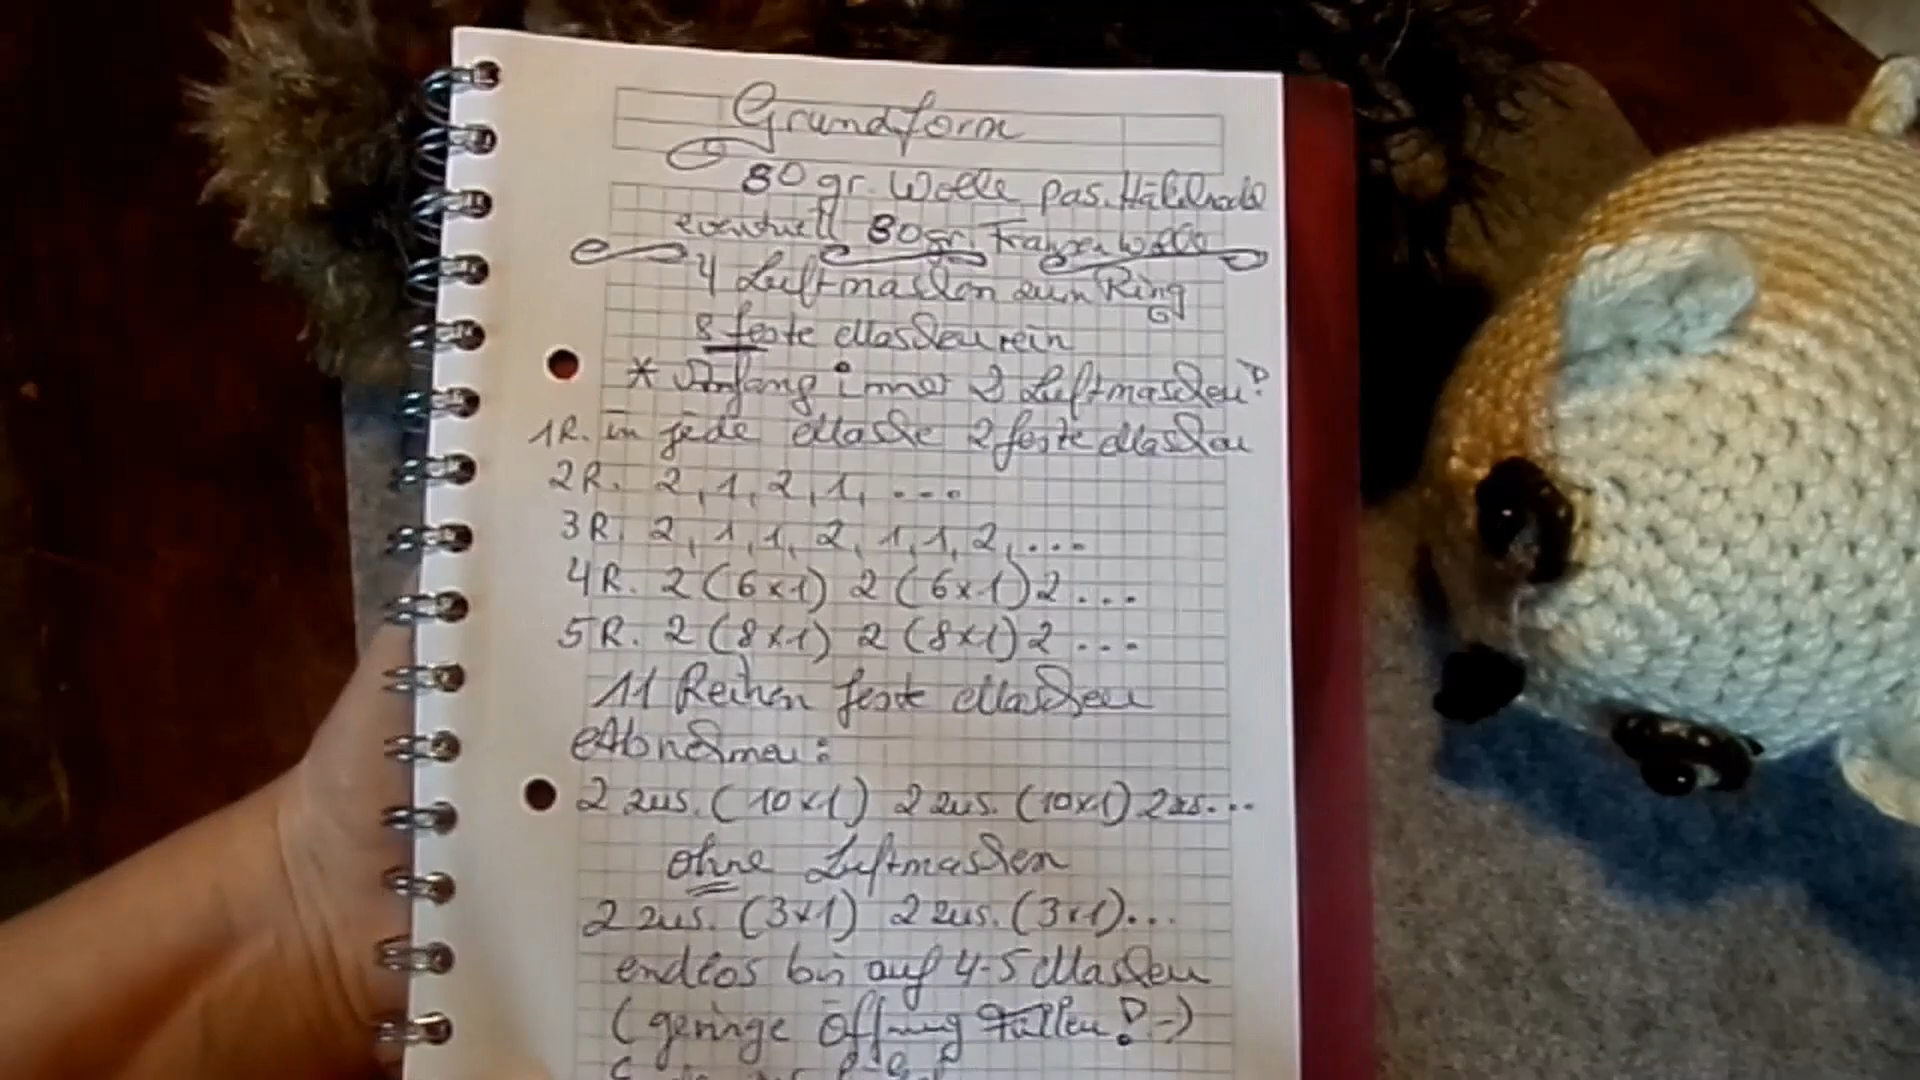 Grundform
80 gr. Wolle pas. Häkelnadel
eventuell 80 gr. Franzen Wolle
4 Luftmaschen zum Ring
8 feste Maschen rein
* Anfang immer 2 Luftmaschen!
1R. in jede Masche 2 feste Maschen
2R. 2, 1, 2, 1, ...
3R. 2, 1, 1, 2, 1, 1, 2, ...
4R. 2 (6x1) 2 (6x1) 2 ...
5R. 2 (8x1) 2 (8x1) 2 ...
11 Reihen feste Maschen
Abnehmen:
2 zus. (10x1) 2 zus. (10x1) 2 zus. ...
ohne Luftmaschen
2 zus. (3x1) 2 zus. (3x1) ...
endlos bis auf 4-5 Maschen
(geringe Öffnung Füllen! :-)